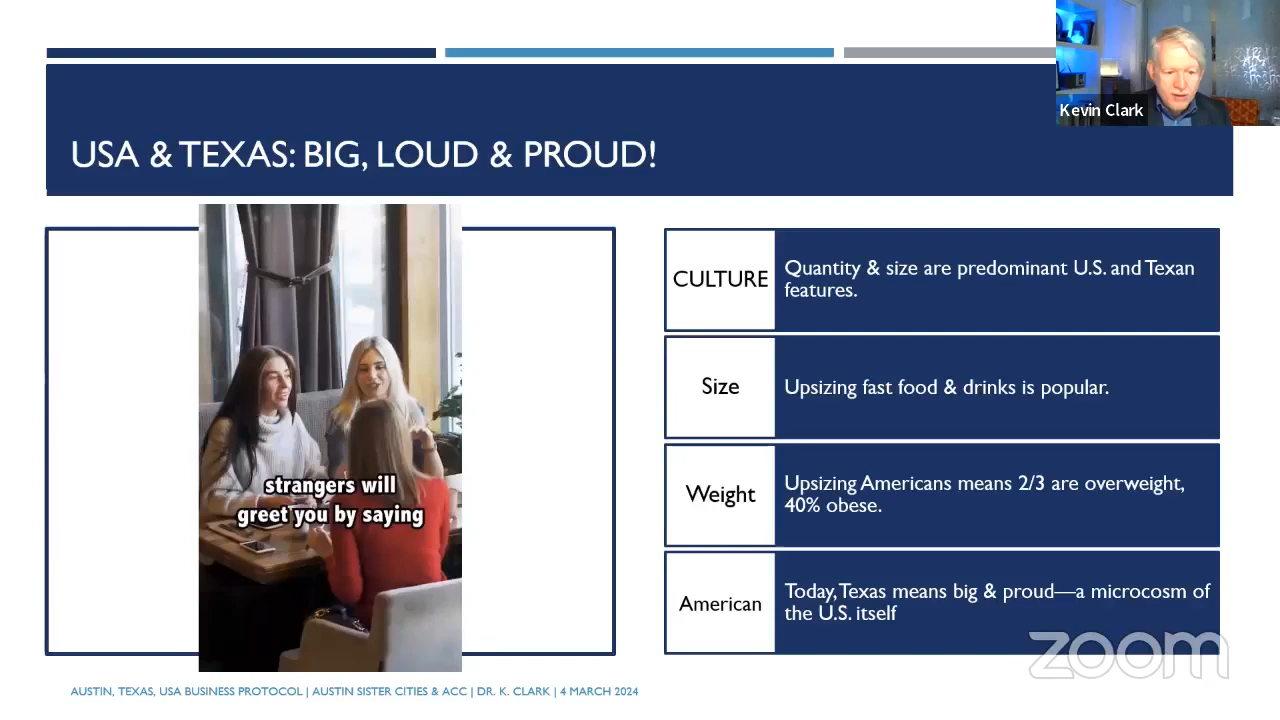 Kevin Clark
USA & TEXAS: BIG, LOUD & PROUD!
strangers will
greet you by saying
CULTURE
Quantity & size are predominant U.S. and Texan
features.
Size
Upsizing fast food & drinks is popular.
Weight
Upsizing Americans means 2/3 are overweight,
40% obese.
American
Today, Texas means big & proud—a microcosm of
the U.S. itself
zoom
AUSTIN, TEXAS, USA BUSINESS PROTOCOL | AUSTIN SISTER CITIES & ACC | DR. K. CLARK | 4 MARCH 2024